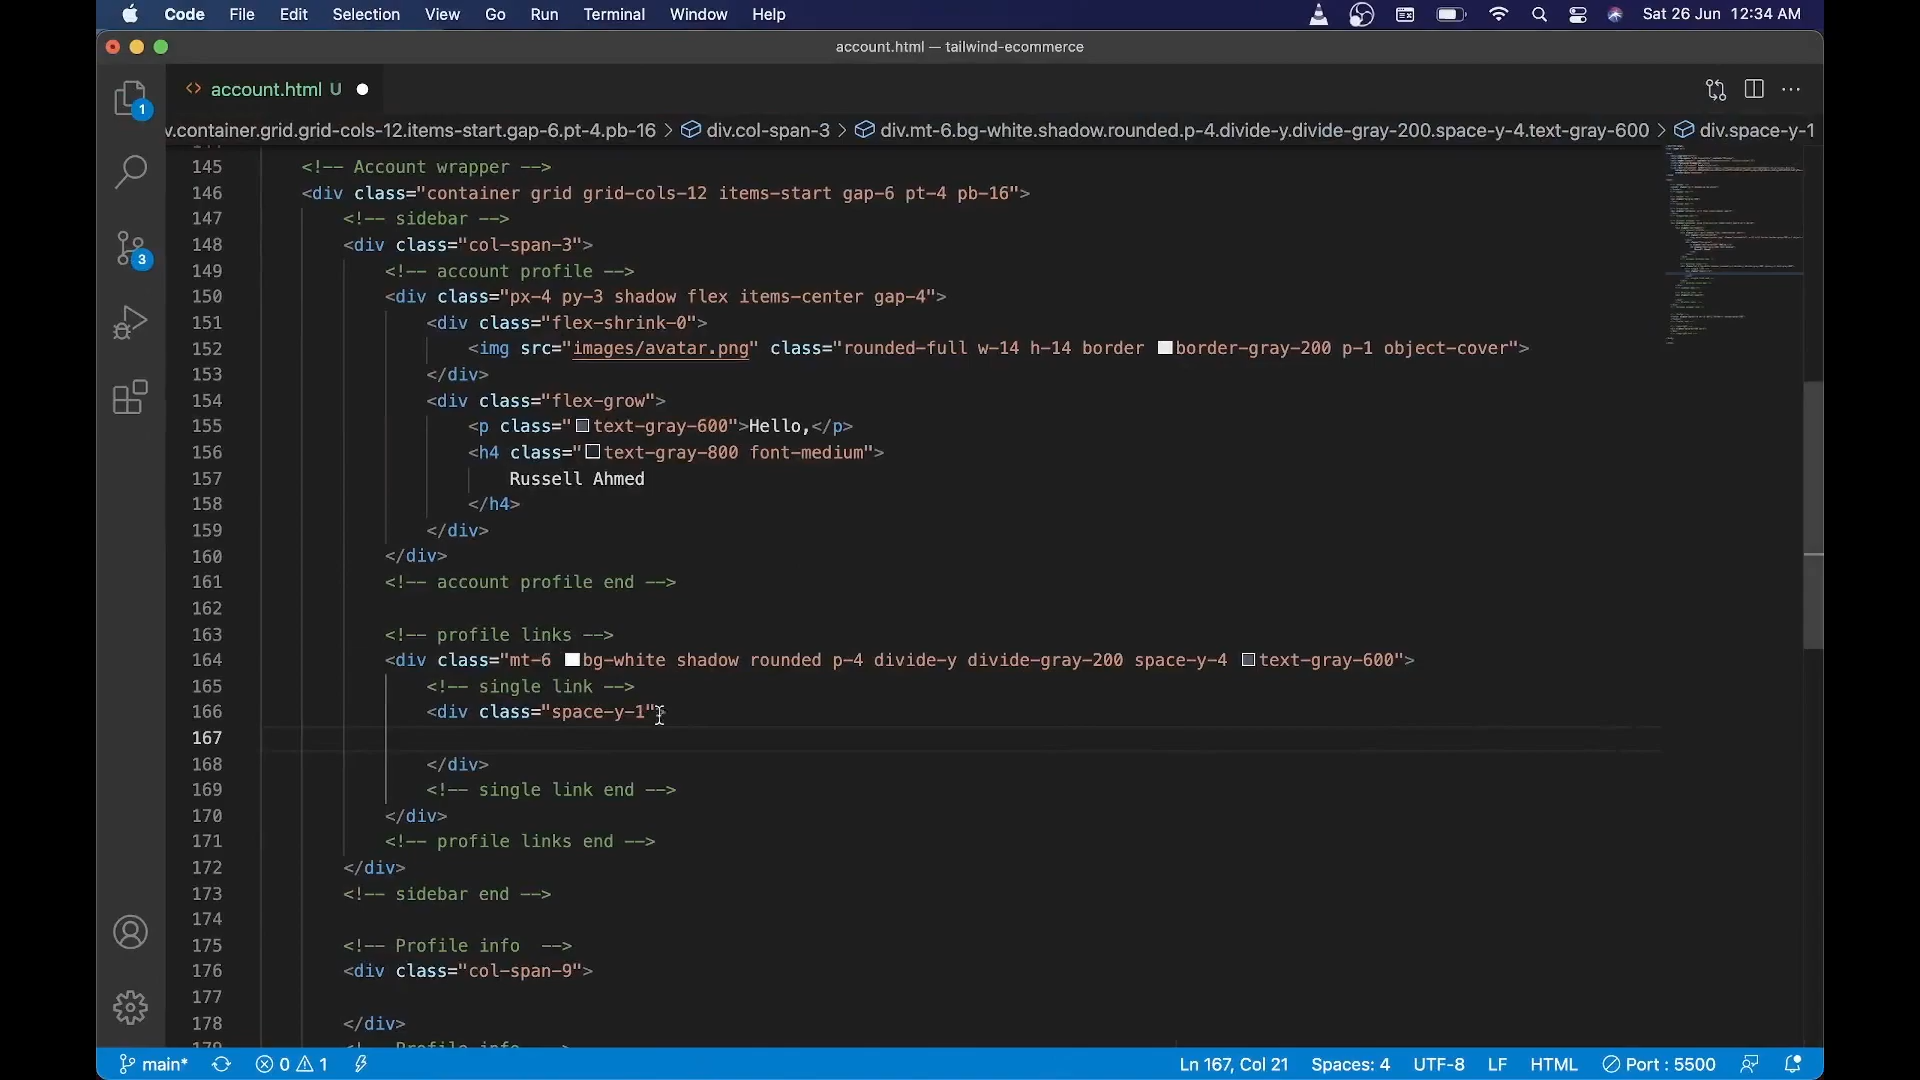 Code File Edit Selection View Go Run Terminal Window Help Sat 26 Jun 12:34 AM
account.html — tailwind-ecommerce
account.html U
v.container.grid.grid-cols-12.items-start.gap-6.pt-4.pb-16 > div.col-span-3 > div.mt-6.bg-white.shadow.rounded.p-4.divide-y.divide-gray-200.space-y-4.text-gray-600 > div.space-y-1
145 <!-- Account wrapper -->
146 <div class="container grid grid-cols-12 items-start gap-6 pt-4 pb-16">
147 <!-- sidebar -->
148 <div class="col-span-3">
149 <!-- account profile -->
150 <div class="px-4 py-3 shadow flex items-center gap-4">
151 <div class="flex-shrink-0">
152 <img src="images/avatar.png" class="rounded-full w-14 h-14 border border-gray-200 p-1 object-cover">
153 </div>
154 <div class="flex-grow">
155 <p class="text-gray-600">Hello,</p>
156 <h4 class="text-gray-800 font-medium">
157 Russell Ahmed
158 </h4>
159 </div>
160 </div>
161 <!-- account profile end -->
162
163 <!-- profile links -->
164 <div class="mt-6 bg-white shadow rounded p-4 divide-y divide-gray-200 space-y-4 text-gray-600">
165 <!-- single link -->
166 <div class="space-y-1">
167
168 </div>
169 <!-- single link end -->
170 </div>
171 <!-- profile links end -->
172 </div>
173 <!-- sidebar end -->
174
175 <!-- Profile info  -->
176 <div class="col-span-9">
177
178 </div>
1
3
main* 0 1 Ln 167, Col 21 Spaces: 4 UTF-8 LF HTML Port : 5500